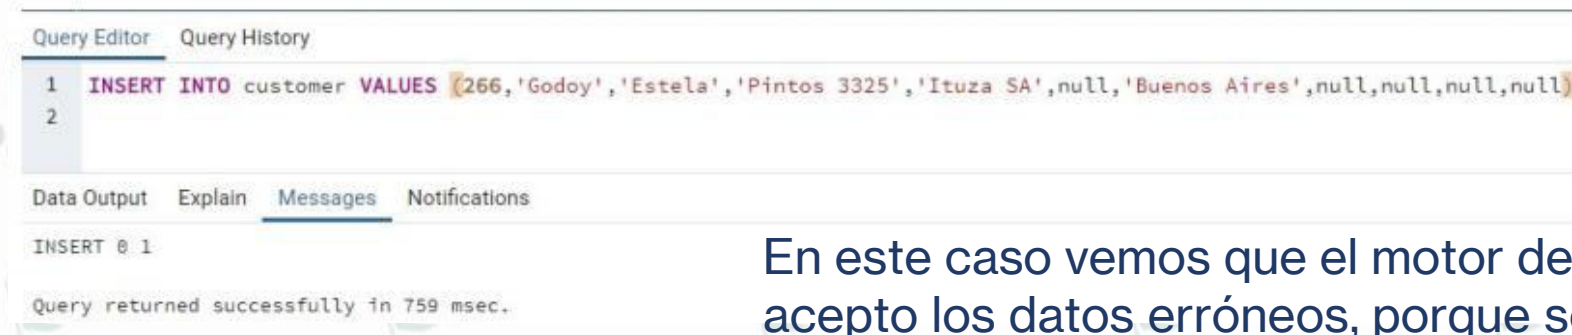 Query Editor Query History
1 INSERT INTO customer VALUES (266,'Godoy','Estela','Pintos 3325','Ituza SA',null,'Buenos Aires',null,null,null,null)
2
Data Output Explain Messages Notifications
INSERT 0 1
En este caso vemos que el motor de
Query returned successfully in 759 msec.
acepto los datos erróneos, porque